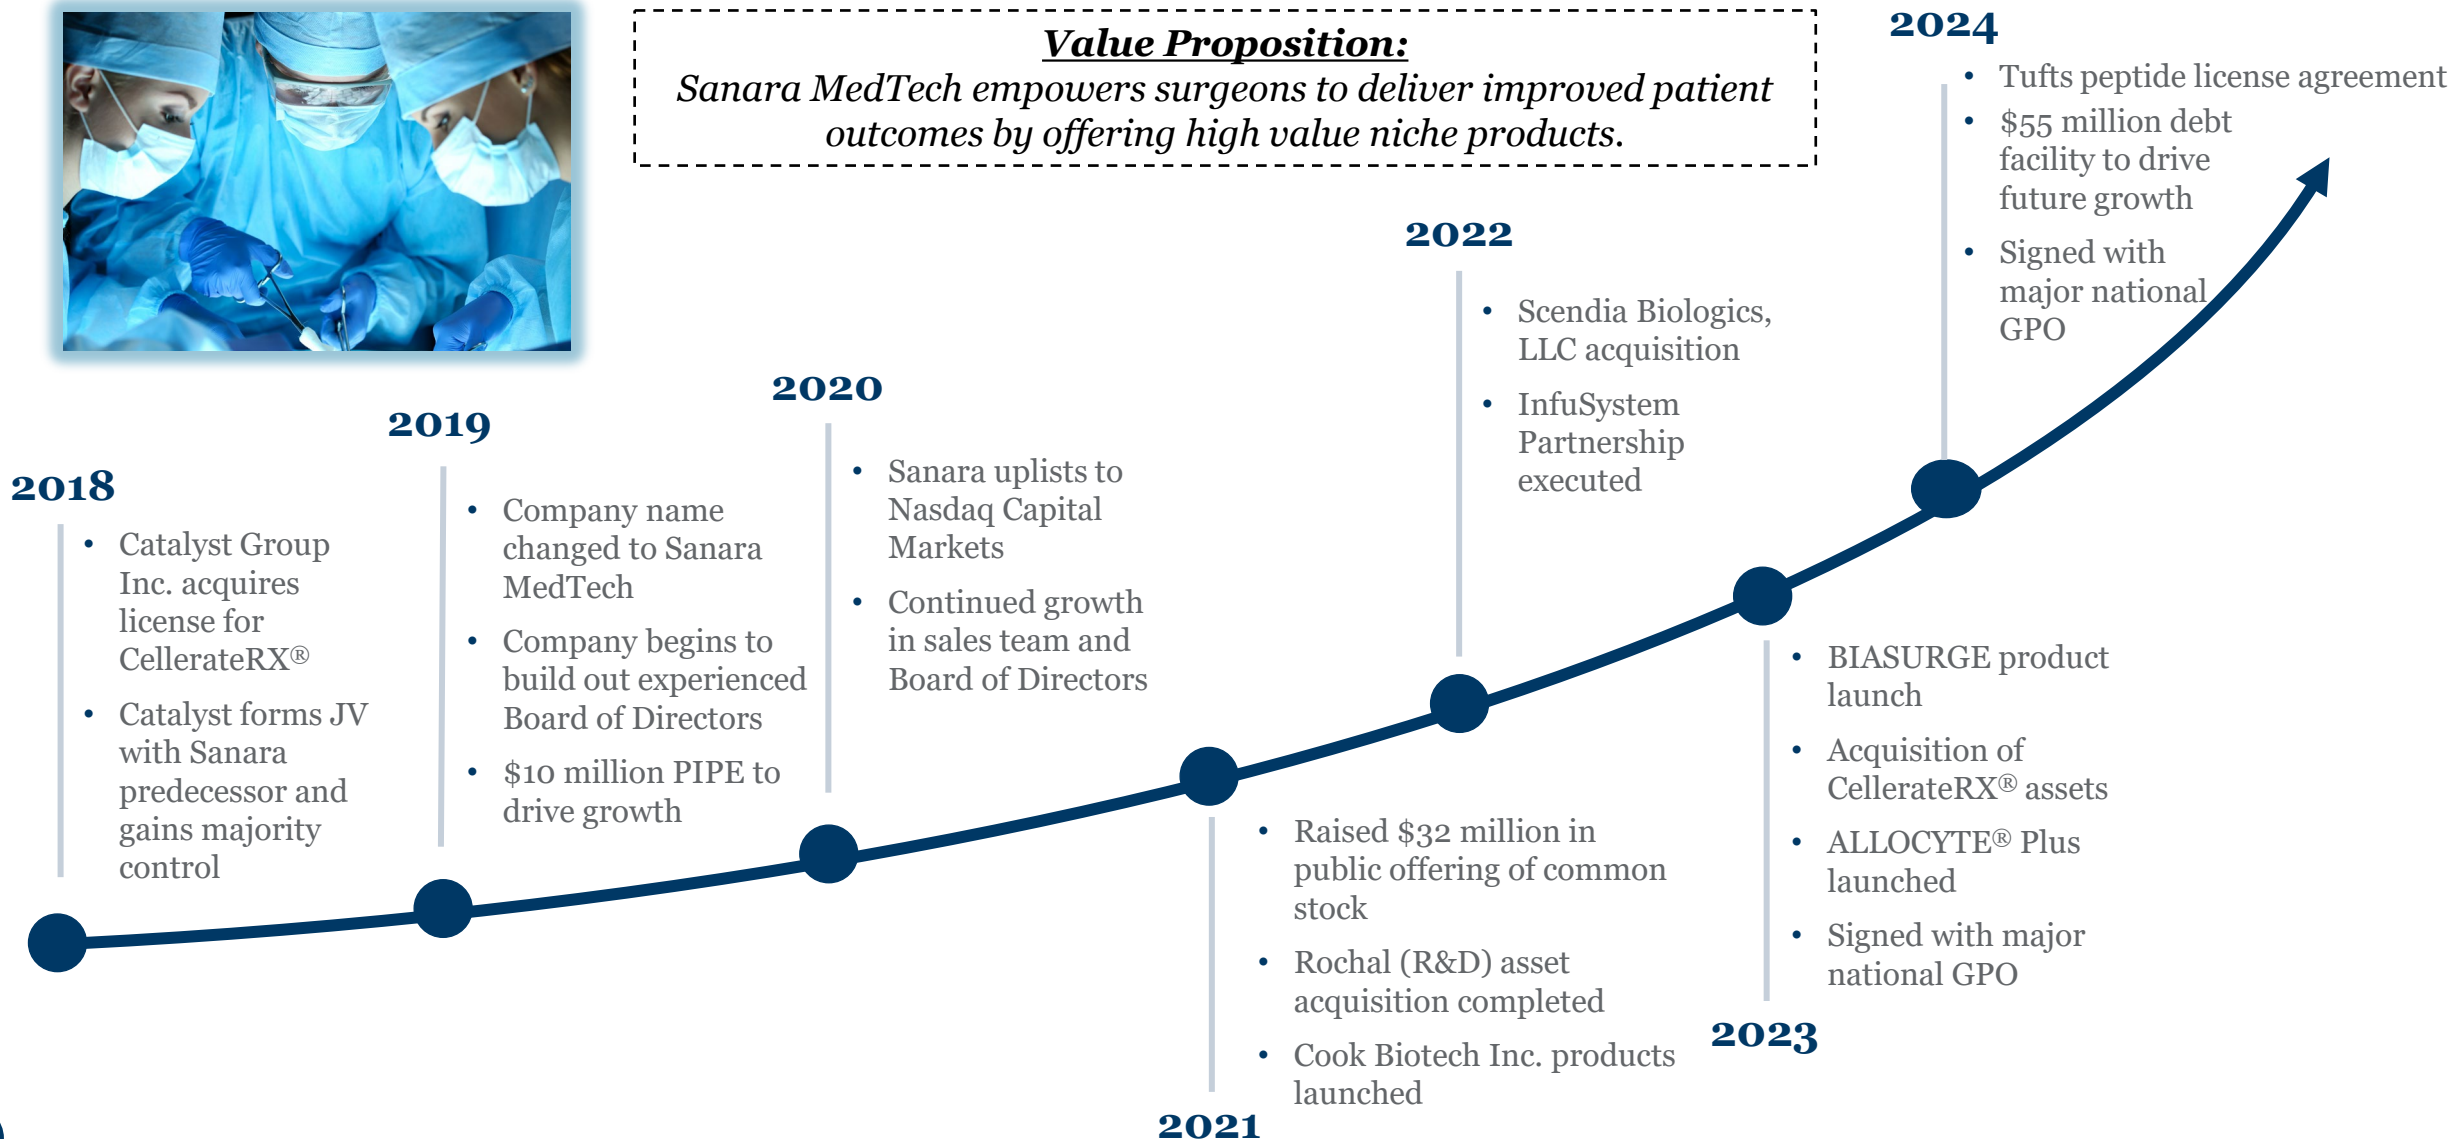 Value Proposition:
Sanara MedTech empowers surgeons to deliver improved patient
outcomes by offering high value niche products.
2018
• Catalyst Group
Inc. acquires
license for
CellerateRX®
• Catalyst forms JV
with Sanara
predecessor and
gains majority
control
2019
• Company name
changed to Sanara
MedTech
• Company begins to
build out experienced
Board of Directors
• $10 million PIPE to
drive growth
2020
• Sanara uplists to
Nasdaq Capital
Markets
• Continued growth
in sales team and
Board of Directors
• Raised $32 million in
public offering of common
stock
• Rochal (R&D) asset
acquisition completed
• Cook Biotech Inc. products
launched
2021
2022
• Scendia Biologics,
LLC acquisition
• InfuSystem
Partnership
executed
• BIASURGE product
launch
• Acquisition of
CellerateRX® assets
• ALLOCYTE® Plus
launched
• Signed with major
national GPO
2023
2024
• Tufts peptide license agreement
• $55 million debt
facility to drive
future growth
• Signed with
major national
GPO